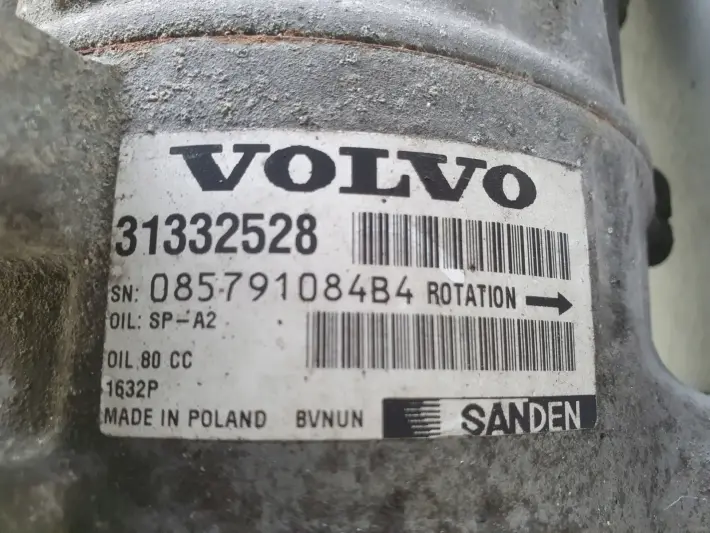 VOLVO
31332528
SN: 085791084B4 ROTATION →
OIL: SP-A2
OIL 80 CC
1632P
MADE IN POLAND BVNUN SANDEN